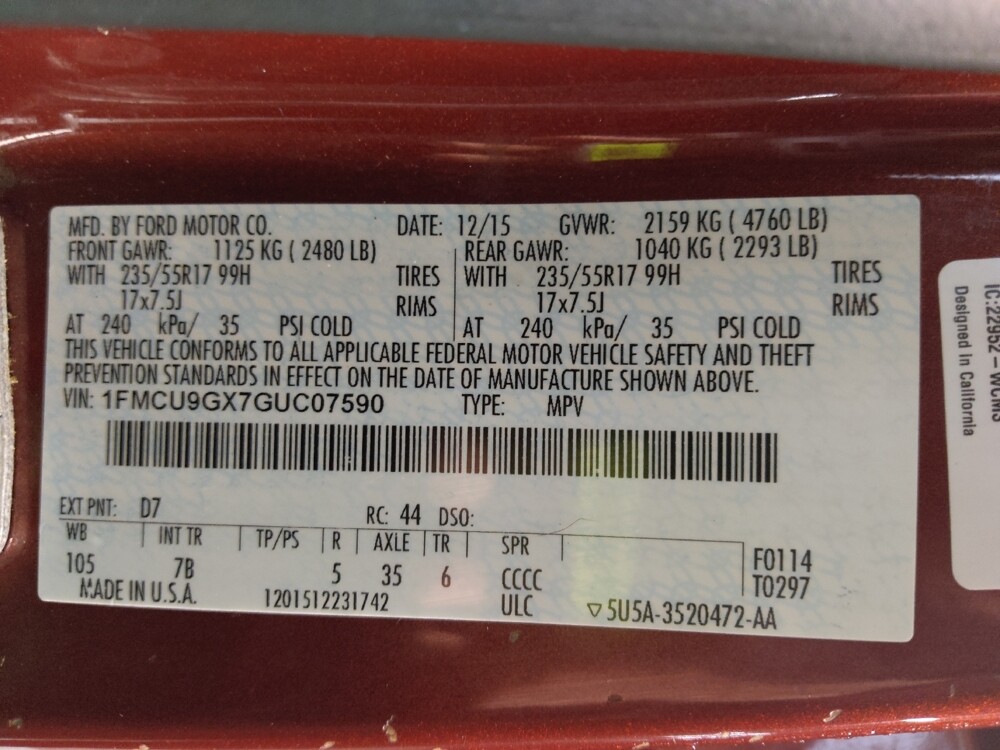 MFD. BY FORD MOTOR CO. DATE: 12/15 GVWR: 2159 KG ( 4760 LB)
FRONT GAWR: 1125 KG ( 2480 LB) REAR GAWR: 1040 KG ( 2293 LB)
WITH 235/55R17 99H TIRES WITH 235/55R17 99H TIRES
17x7.5J RIMS 17x7.5J RIMS
AT 240 kPa/ 35 PSI COLD AT 240 kPa/ 35 PSI COLD
THIS VEHICLE CONFORMS TO ALL APPLICABLE FEDERAL MOTOR VEHICLE SAFETY AND THEFT
PREVENTION STANDARDS IN EFFECT ON THE DATE OF MANUFACTURE SHOWN ABOVE.
VIN: 1FMCU9GX7GUC07590 TYPE: MPV
EXT PNT: D7 RC: 44 DSO:
WB INT TR TP/PS R AXLE TR SPR F0114
105 7B 5 35 6 CCCC T0297
MADE IN U.S.A. 1201512231742 ULC ▽5U5A-3520472-AA
IC:22952-WCMS
Designed in California